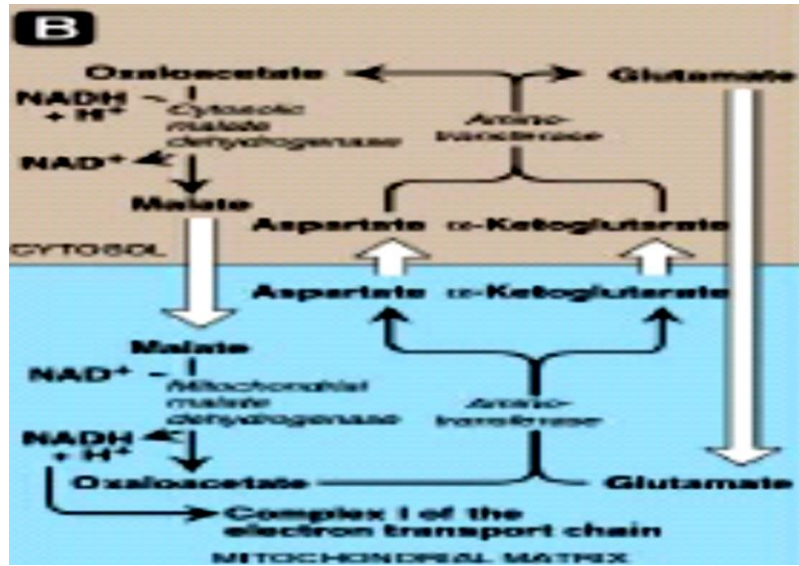 B
Oxaloacetate
Glutamate
NADH
+ H⁺
Cytosolic
malate
dehydrogenase
Amino-
transferase
NAD⁺
Malate
Aspartate
α-Ketoglutarate
CYTOSOL
Aspartate
α-Ketoglutarate
Malate
NAD⁺
Mitochondrial
malate
dehydrogenase
Amino-
transferase
NADH
+ H⁺
Oxaloacetate
Glutamate
Complex I of the
electron transport chain
MITOCHONDRIAL MATRIX